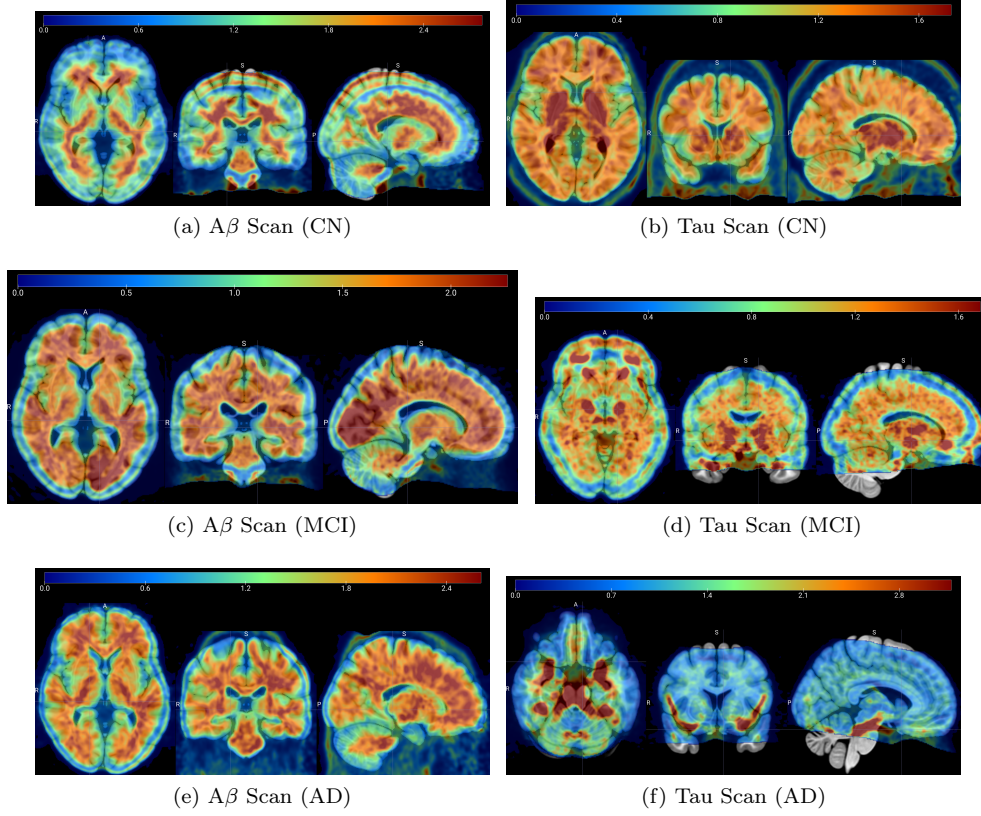 0.0 0.6 1.2 1.8 2.4
A
S
R
R
P
(a) Aβ Scan (CN)
0.0 0.4 0.8 1.2 1.6
A
S
S
R
R
P
(b) Tau Scan (CN)
0.0 0.5 1.0 1.5 2.0
A
S
S
R
R
P
(c) Aβ Scan (MCI)
0.0 0.4 0.8 1.2 1.6
A
S
S
R
R
P
(d) Tau Scan (MCI)
0.0 0.6 1.2 1.8 2.4
A
S
S
R
R
P
(e) Aβ Scan (AD)
0.0 0.7 1.4 2.1 2.8
A
S
S
R
R
P
(f) Tau Scan (AD)